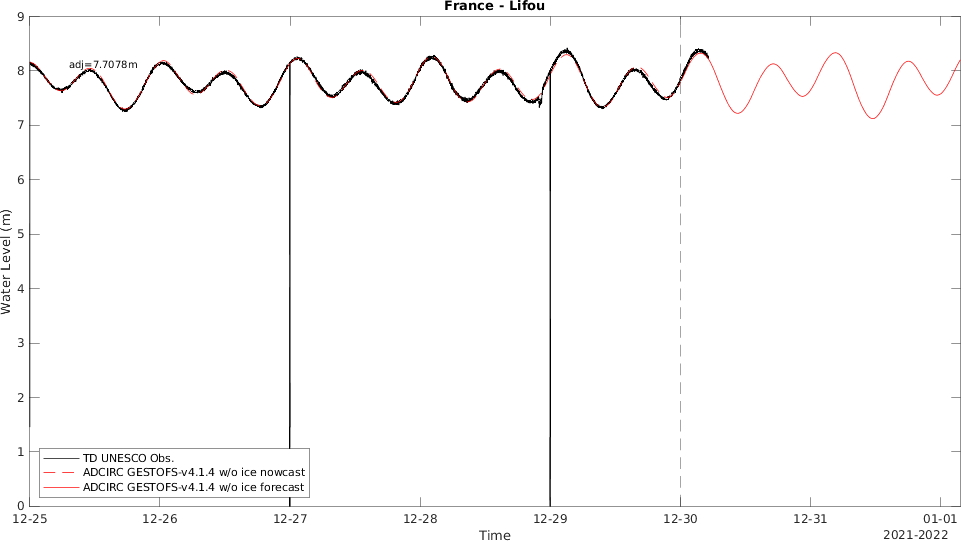 France - Lifou
adj=7.7078m
9
8
7
6
5
4
3
2
1
0
Water Level (m)
TD UNESCO Obs.
ADCIRC GESTOFS-v4.1.4 w/o ice nowcast
ADCIRC GESTOFS-v4.1.4 w/o ice forecast
12-25 12-26 12-27 12-28 12-29 12-30 12-31 01-01
Time
2021-2022